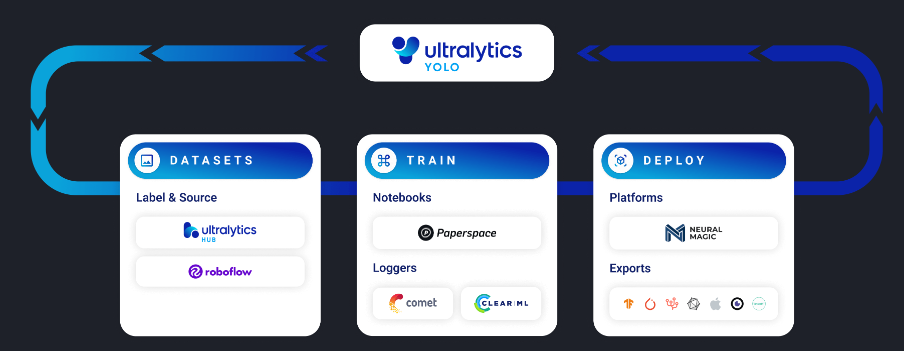 ultralytics
YOLO
DATASETS
Label & Source
ultralytics
HUB
roboflow
TRAIN
Notebooks
Paperspace
Loggers
comet
CLEAR|ML
DEPLOY
Platforms
NEURAL
MAGIC
Exports